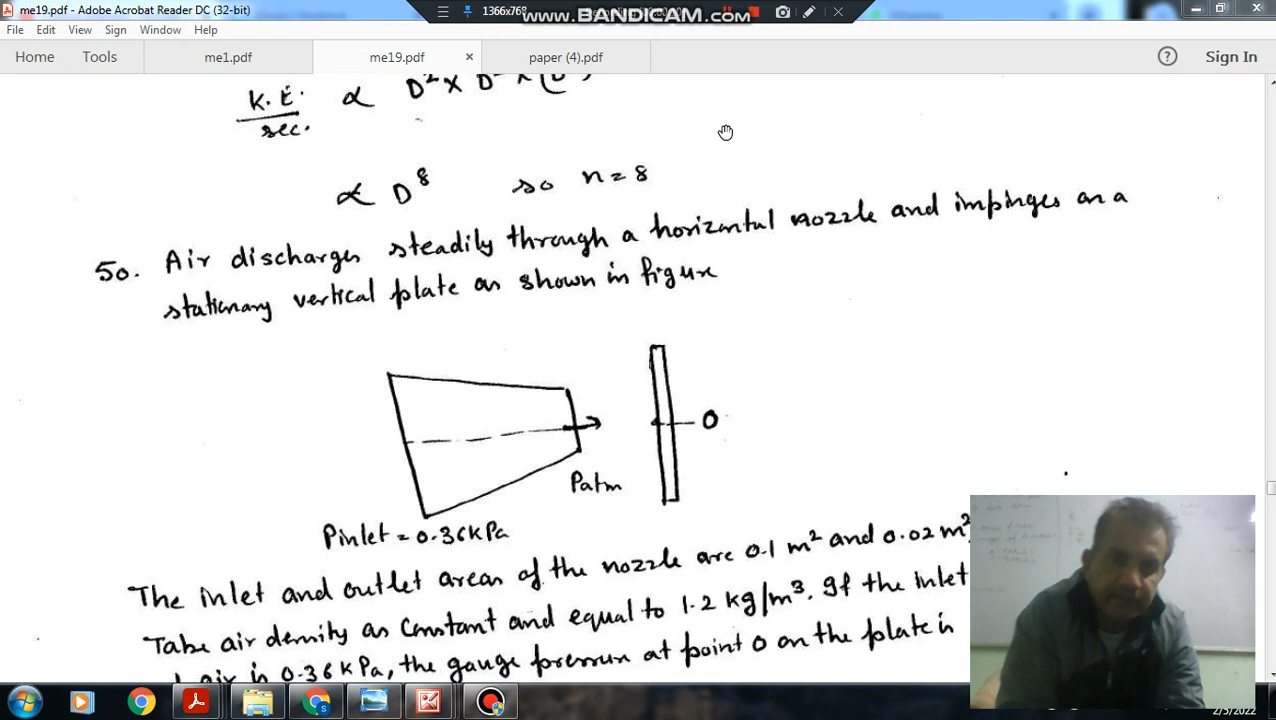 me19.pdf - Adobe Acrobat Reader DC (32-bit)
1366x768
www.BANDICAM.com
File Edit View Sign Window Help
Home Tools me1.pdf me19.pdf × paper (4).pdf Sign In
K.E. ∝ D² X
sec.
∝ D⁸ so n = 8
50. Air discharges steadily through a horizontal nozzle and impinges on a
stationary vertical plate as shown in figure
O
Patm
Pinlet = 0.36 kPa
The inlet and outlet areas of the nozzle are 0.1 m² and 0.02 m²
Take air density as constant and equal to 1.2 kg/m³. If the inlet
air is 0.36 kPa, the gauge pressure at point O on the plate is
2/5/2022